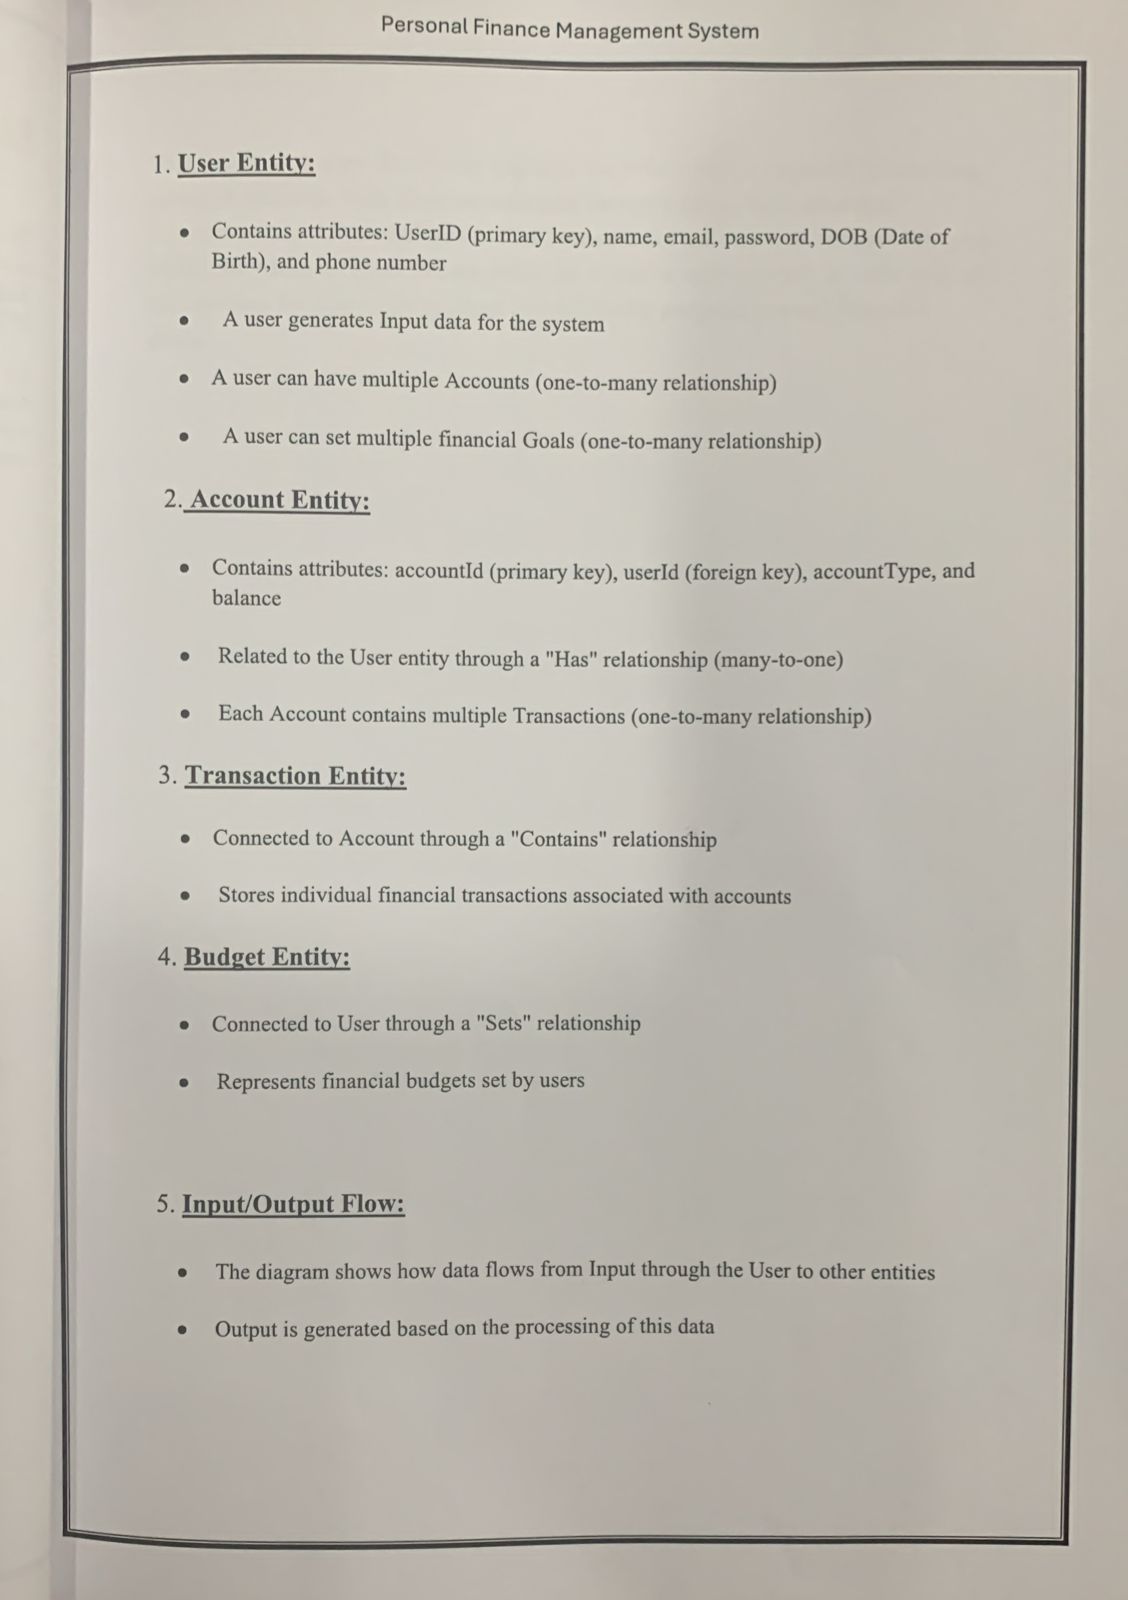 Personal Finance Management System
1. User Entity:
• Contains attributes: UserID (primary key), name, email, password, DOB (Date of
Birth), and phone number
• A user generates Input data for the system
• A user can have multiple Accounts (one-to-many relationship)
• A user can set multiple financial Goals (one-to-many relationship)
2. Account Entity:
• Contains attributes: accountId (primary key), userId (foreign key), accountType, and
balance
• Related to the User entity through a "Has" relationship (many-to-one)
• Each Account contains multiple Transactions (one-to-many relationship)
3. Transaction Entity:
• Connected to Account through a "Contains" relationship
• Stores individual financial transactions associated with accounts
4. Budget Entity:
• Connected to User through a "Sets" relationship
• Represents financial budgets set by users
5. Input/Output Flow:
• The diagram shows how data flows from Input through the User to other entities
• Output is generated based on the processing of this data